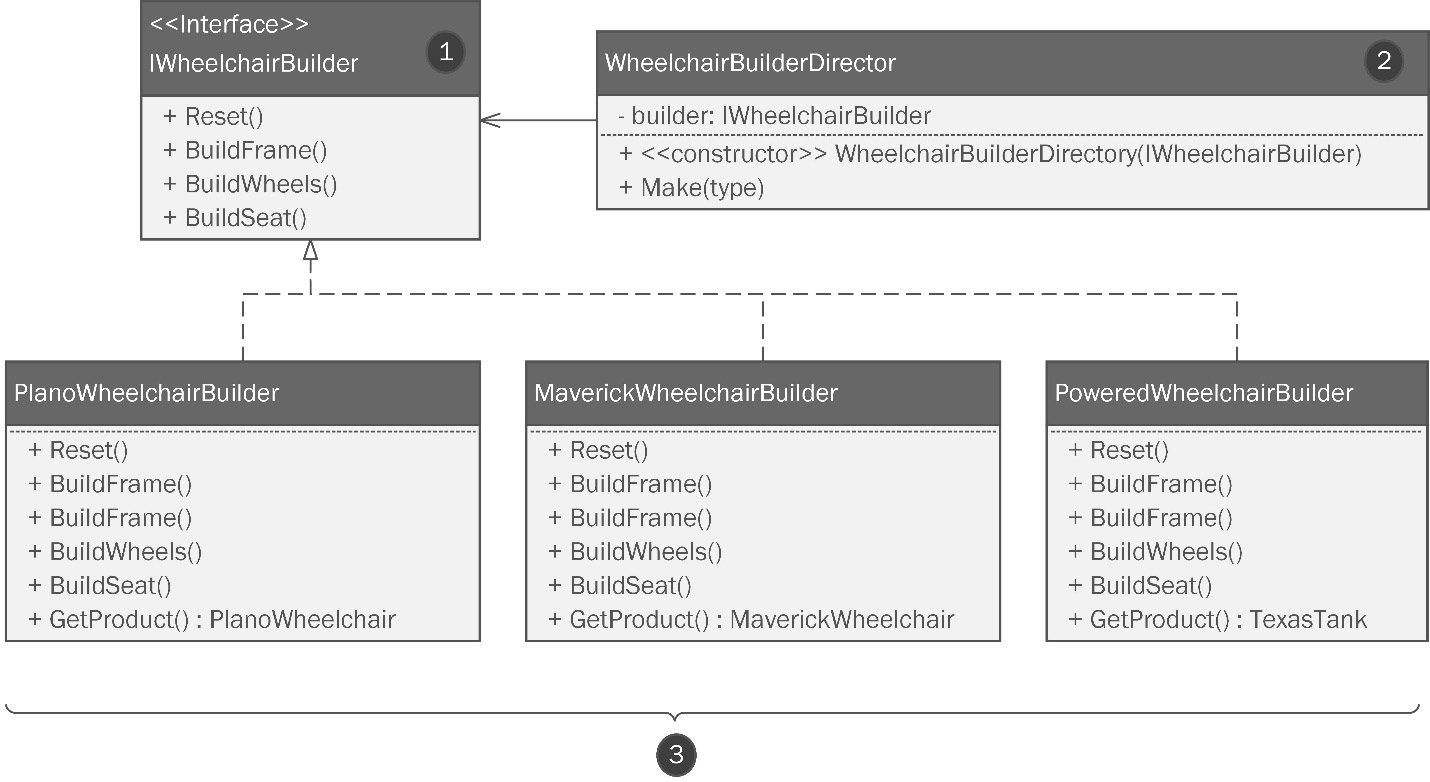 <<Interface>>
IWheelchairBuilder
1
+ Reset()
+ BuildFrame()
+ BuildWheels()
+ BuildSeat()
WheelchairBuilderDirector
2
- builder: IWheelchairBuilder
+ <<constructor>> WheelchairBuilderDirectory(IWheelchairBuilder)
+ Make(type)
PlanoWheelchairBuilder
+ Reset()
+ BuildFrame()
+ BuildFrame()
+ BuildWheels()
+ BuildSeat()
+ GetProduct() : PlanoWheelchair
MaverickWheelchairBuilder
+ Reset()
+ BuildFrame()
+ BuildFrame()
+ BuildWheels()
+ BuildSeat()
+ GetProduct() : MaverickWheelchair
PoweredWheelchairBuilder
+ Reset()
+ BuildFrame()
+ BuildFrame()
+ BuildWheels()
+ BuildSeat()
+ GetProduct() : TexasTank
3